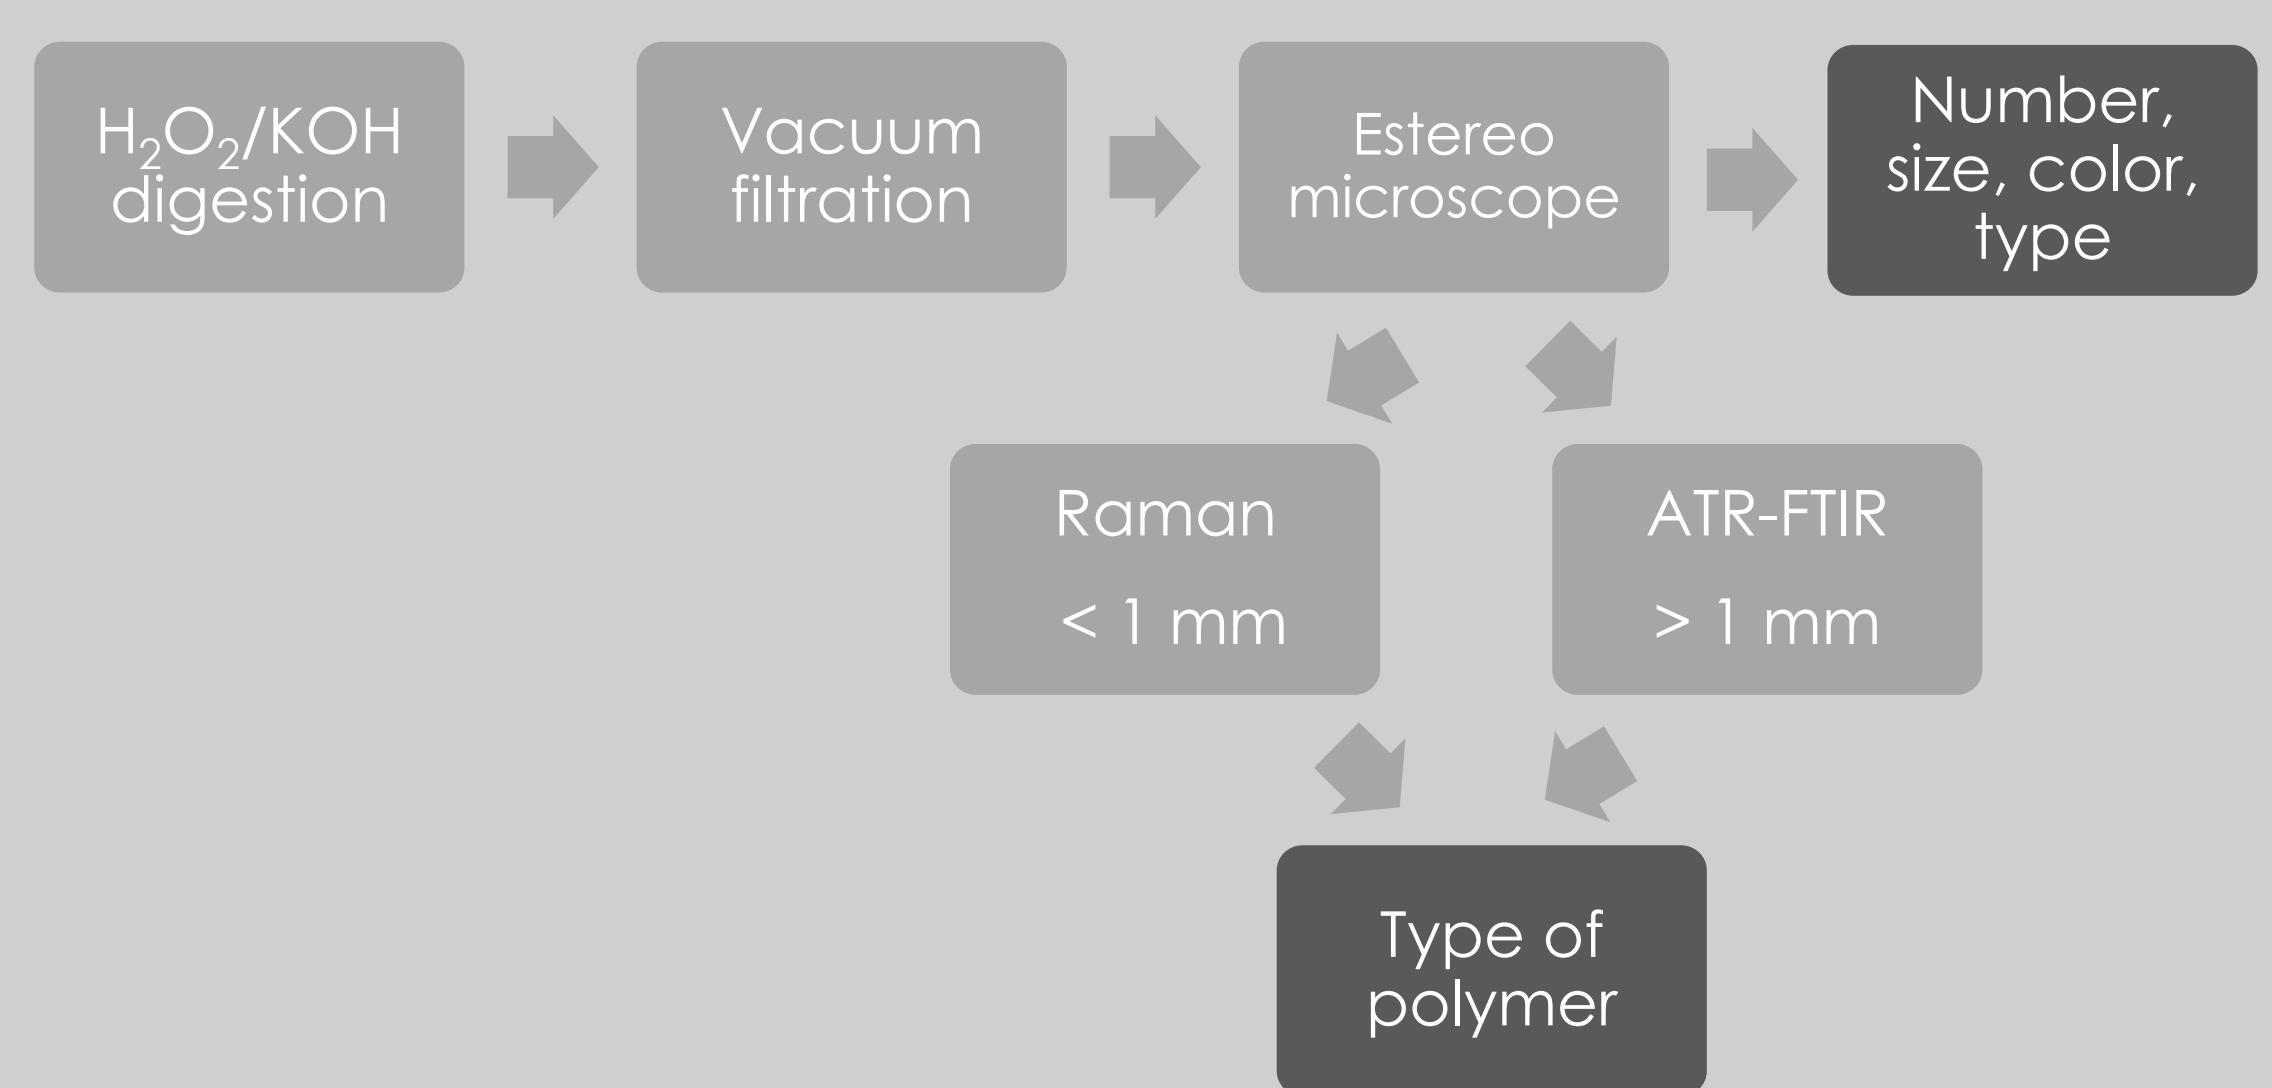 H₂O₂/KOH
digestion
Vacuum
filtration
Estereo
microscope
Number,
size, color,
type
Raman
< 1 mm
ATR-FTIR
> 1 mm
Type of
polymer